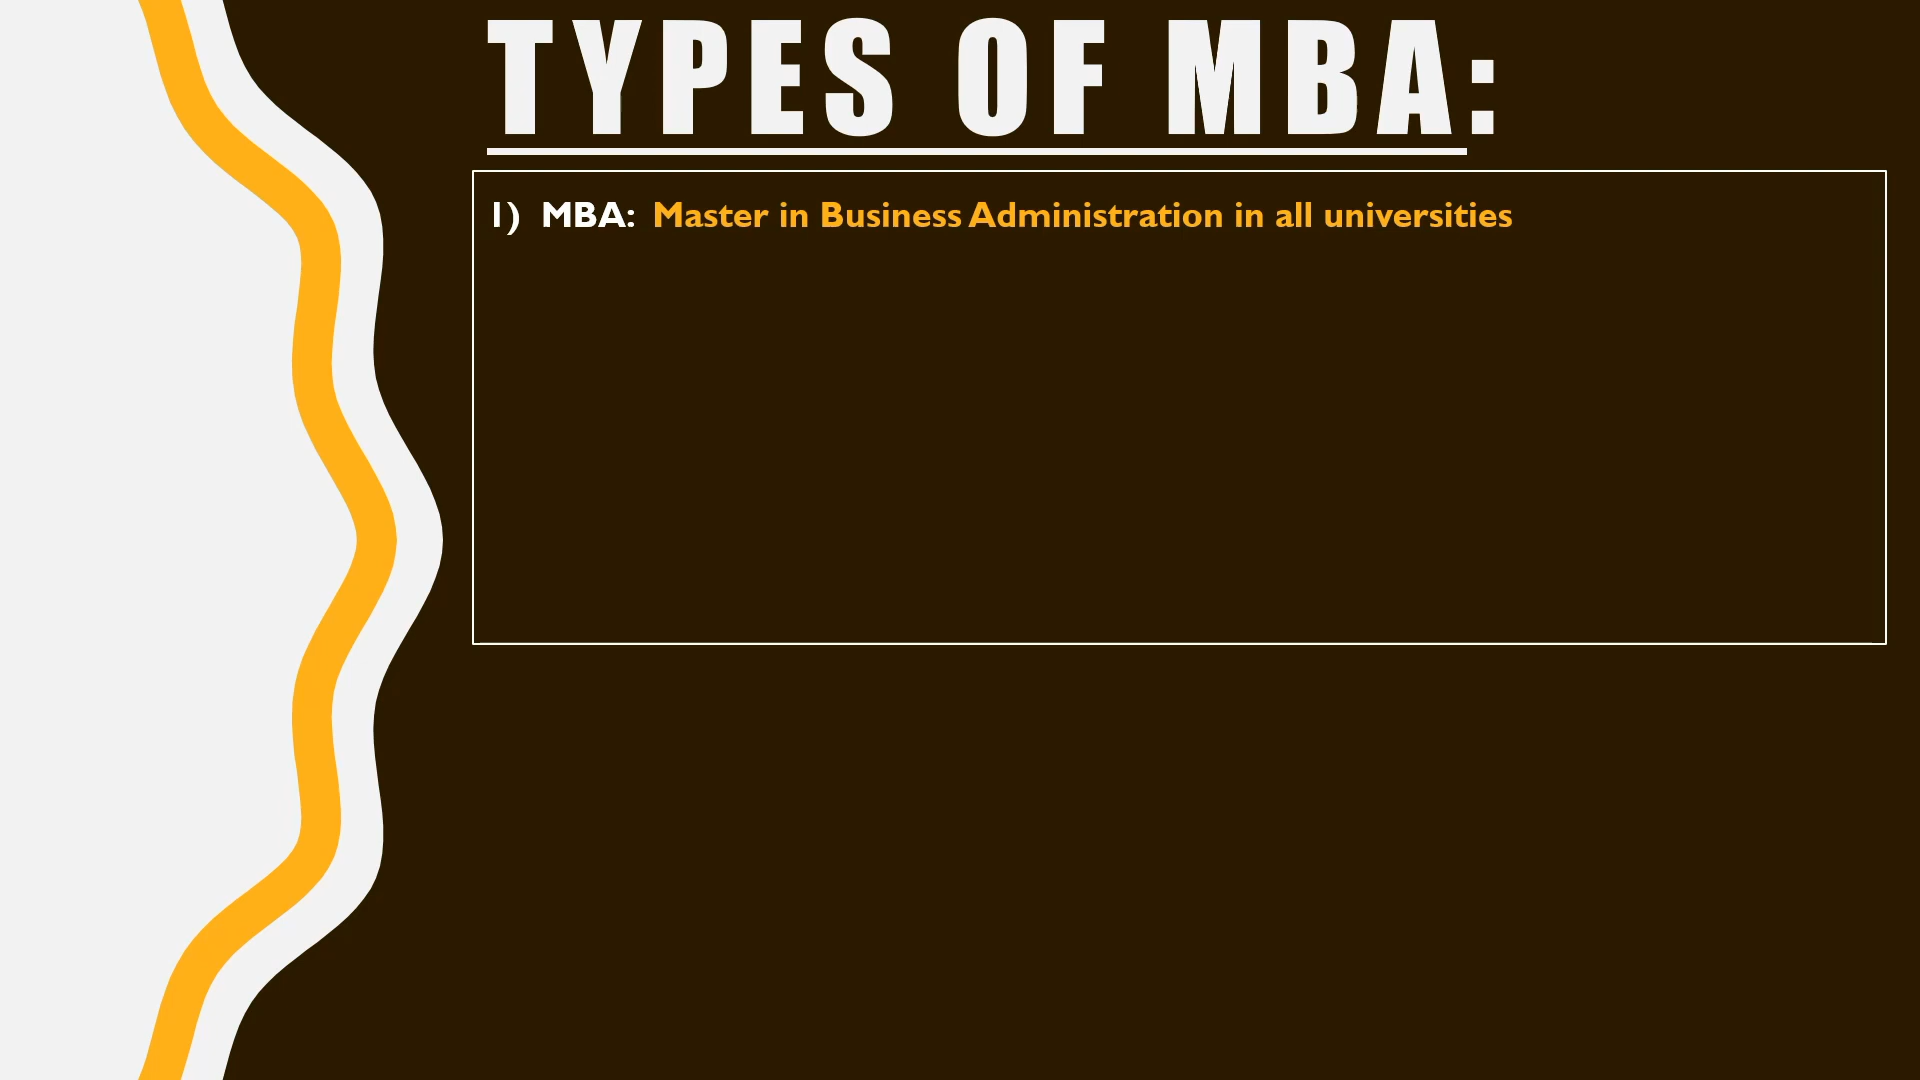 TYPES OF MBA:
1) MBA: Master in Business Administration in all universities